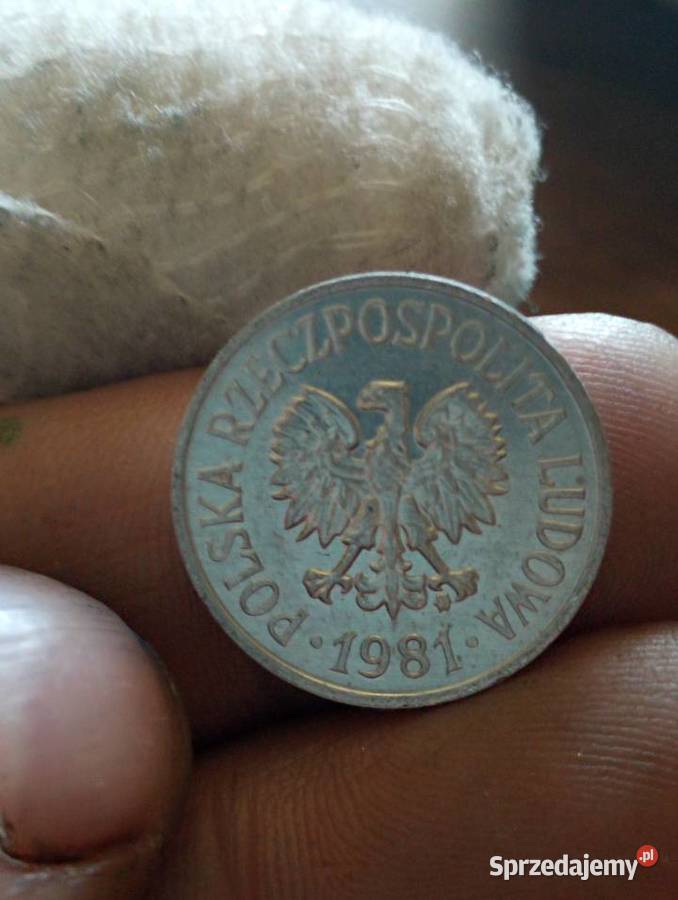 POLSKA RZECZPOSPOLITA LUDOWA
· 1981 ·
Sprzedajemy.pl